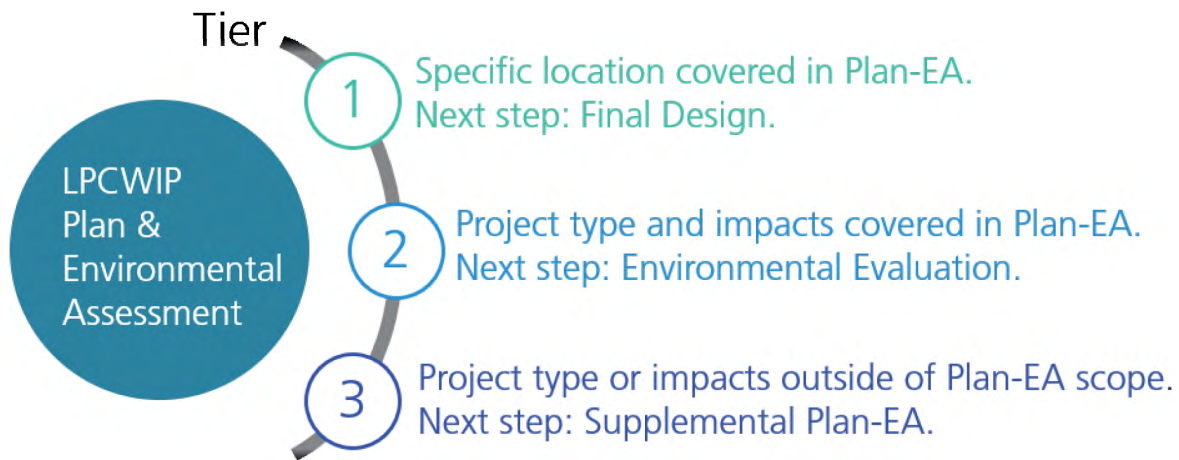 Tier
LPCWIP
Plan &
Environmental
Assessment
1
Specific location covered in Plan-EA.
Next step: Final Design.
2
Project type and impacts covered in Plan-EA.
Next step: Environmental Evaluation.
3
Project type or impacts outside of Plan-EA scope.
Next step: Supplemental Plan-EA.